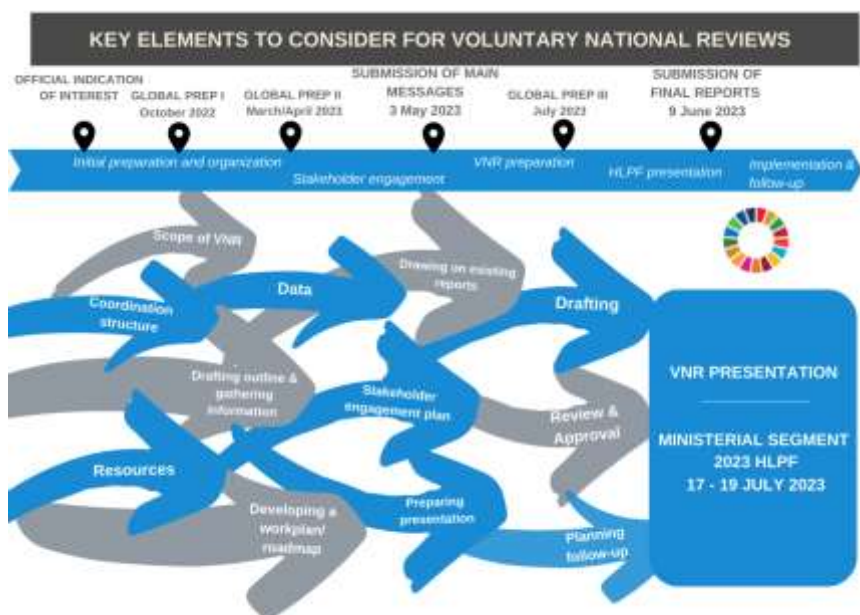 KEY ELEMENTS TO CONSIDER FOR VOLUNTARY NATIONAL REVIEWS
OFFICIAL INDICATION
OF INTEREST
GLOBAL PREP I
October 2022
GLOBAL PREP II
March/April 2023
SUBMISSION OF MAIN
MESSAGES
3 May 2023
GLOBAL PREP III
July 2023
SUBMISSION OF
FINAL REPORTS
9 June 2023
Initial preparation and organization
Stakeholder engagement
VNR preparation
HLPF presentation
Implementation &
follow-up
Scope of VNR
Coordination
structure
Data
Drawing on existing
reports
Drafting
Drafting outline &
gathering
information
Stakeholder
engagement plan
Review &
Approval
Resources
Developing a
workplan/
roadmap
Preparing
presentation
Planning
follow-up
VNR PRESENTATION
MINISTERIAL SEGMENT
2023 HLPF
17 - 19 JULY 2023